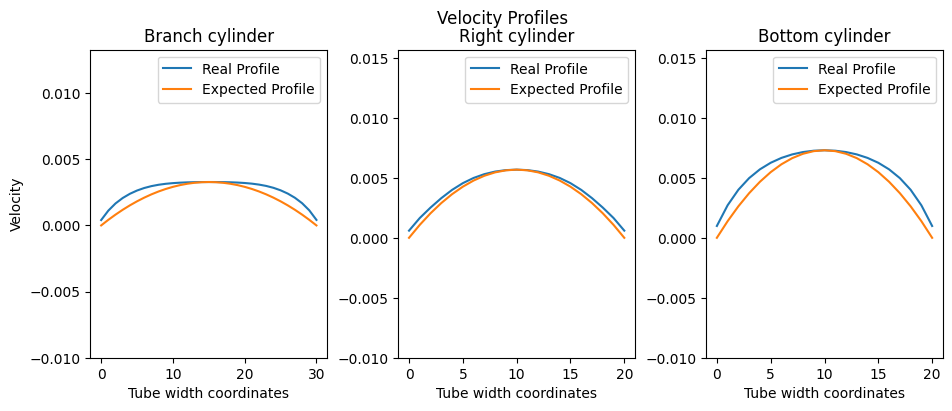 Velocity Profiles
Branch cylinder
Real Profile
Expected Profile
0.010
0.005
0.000
−0.005
−0.010
Velocity
0
10
20
30
Tube width coordinates
Right cylinder
Real Profile
Expected Profile
0.015
0.010
0.005
0.000
−0.005
−0.010
0
5
10
15
20
Tube width coordinates
Bottom cylinder
Real Profile
Expected Profile
0.015
0.010
0.005
0.000
−0.005
−0.010
0
5
10
15
20
Tube width coordinates